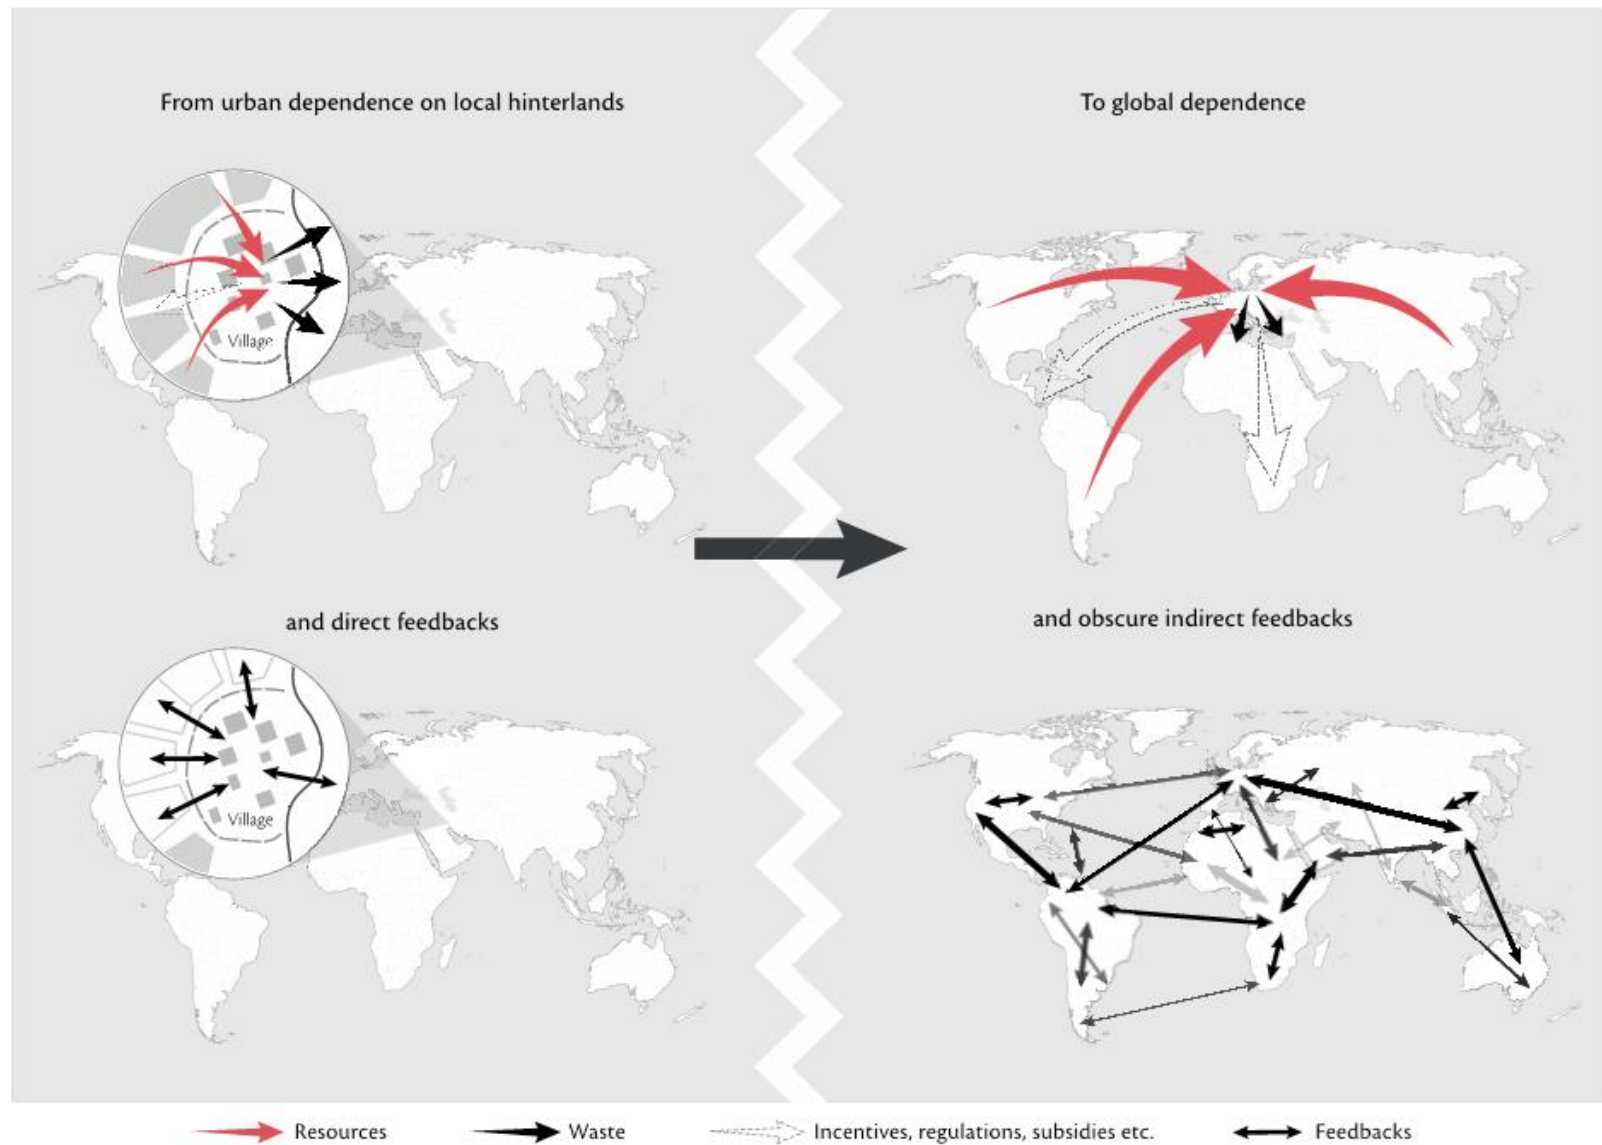 From urban dependence on local hinterlands
To global dependence
Village
and direct feedbacks
and obscure indirect feedbacks
Village
Resources
Waste
Incentives, regulations, subsidies etc.
Feedbacks